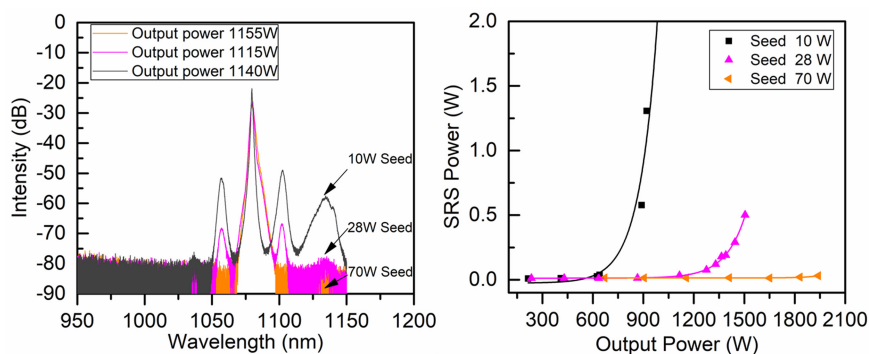 0
-10
-20
-30
-40
-50
-60
-70
-80
-90
Intensity (dB)
Output power 1155W
Output power 1115W
Output power 1140W
10W Seed
28W Seed
70W Seed
950 1000 1050 1100 1150 1200
Wavelength (nm)
2.0
1.5
1.0
0.5
0.0
SRS Power (W)
Seed 10 W
Seed 28 W
Seed 70 W
300 600 900 1200 1500 1800 2100
Output Power (W)